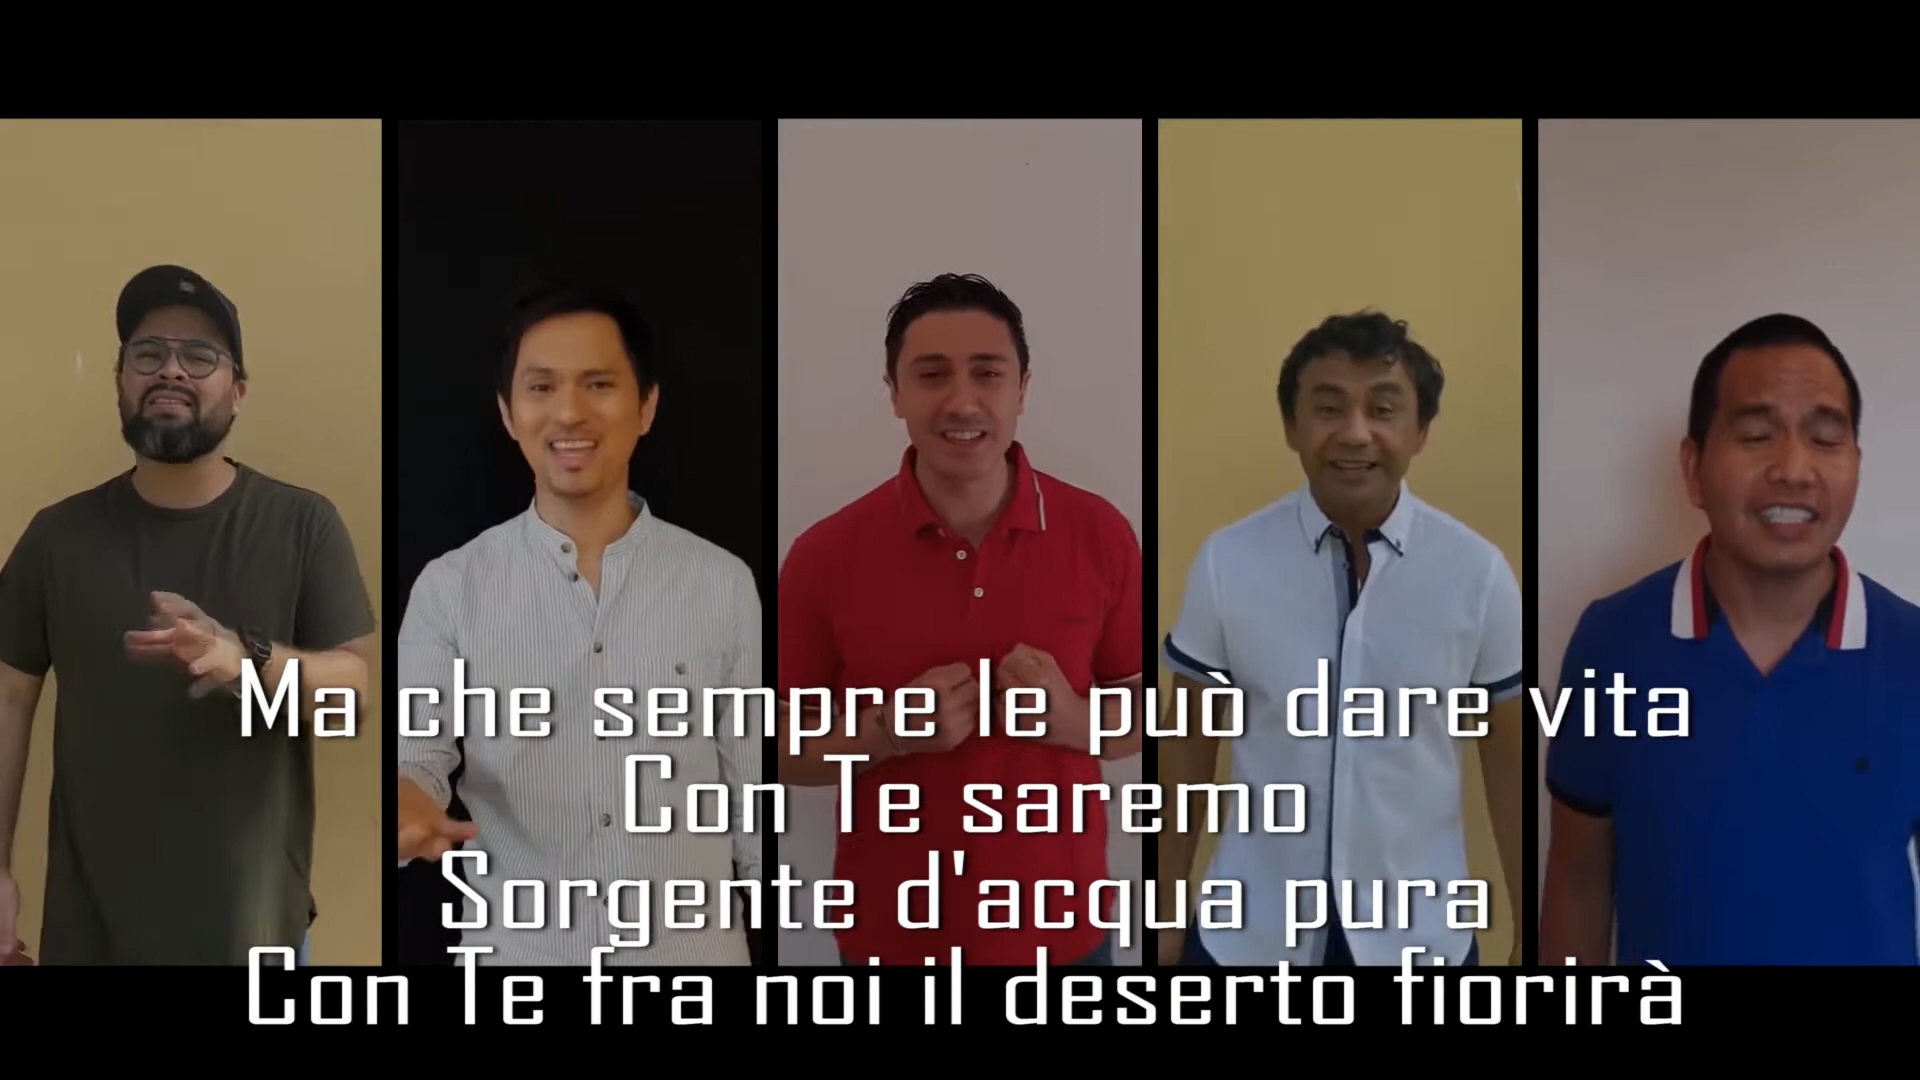 Ma che sempre le può dare vita
Con Te saremo
Sorgente d'acqua pura
Con Te fra noi il deserto fiorirà